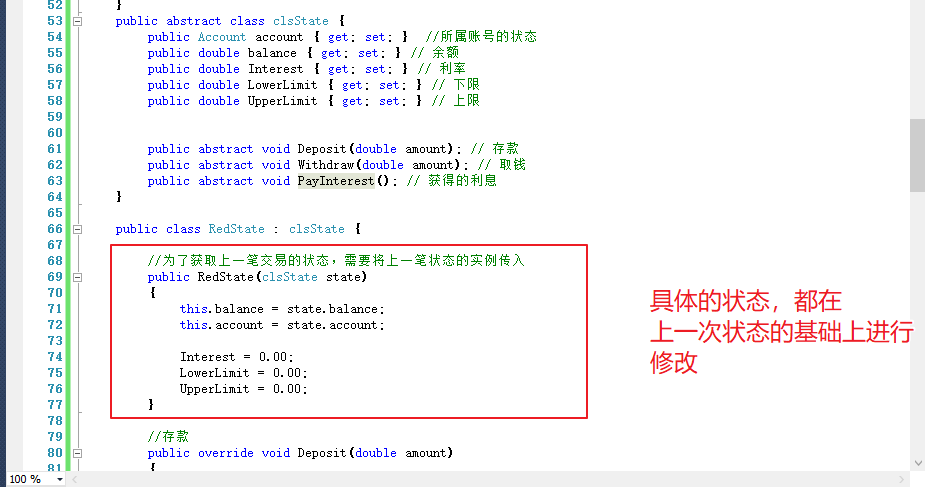 52 }
53 public abstract class clsState {
54 public Account account { get; set; } //所属账号的状态
55 public double balance { get; set; } // 余额
56 public double Interest { get; set; } // 利率
57 public double LowerLimit { get; set; } // 下限
58 public double UpperLimit { get; set; } // 上限
59
60
61 public abstract void Deposit(double amount); // 存款
62 public abstract void Withdraw(double amount); // 取钱
63 public abstract void PayInterest(); // 获得的利息
64 }
65
66 public class RedState : clsState {
67
68 //为了获取上一笔交易的状态，需要将上一笔状态的实例传入
69 public RedState(clsState state)
70 {
71 this.balance = state.balance;
72 this.account = state.account;
73
74 Interest = 0.00;
75 LowerLimit = 0.00;
76 UpperLimit = 0.00;
77 }
78
79 //存款
80 public override void Deposit(double amount)
81 {
具体的状态，都在
上一次状态的基础上进行
修改
100 %